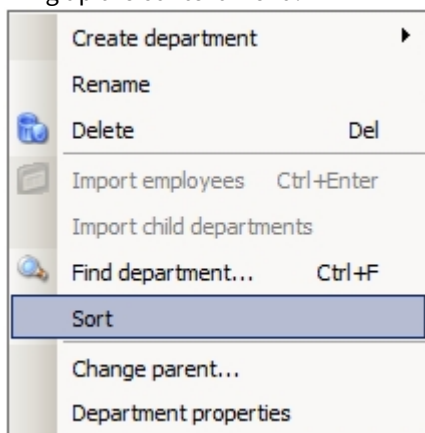 Create department
Rename
Delete Del
Import employees Ctrl+Enter
Import child departments
Find department... Ctrl+F
Sort
Change parent...
Department properties